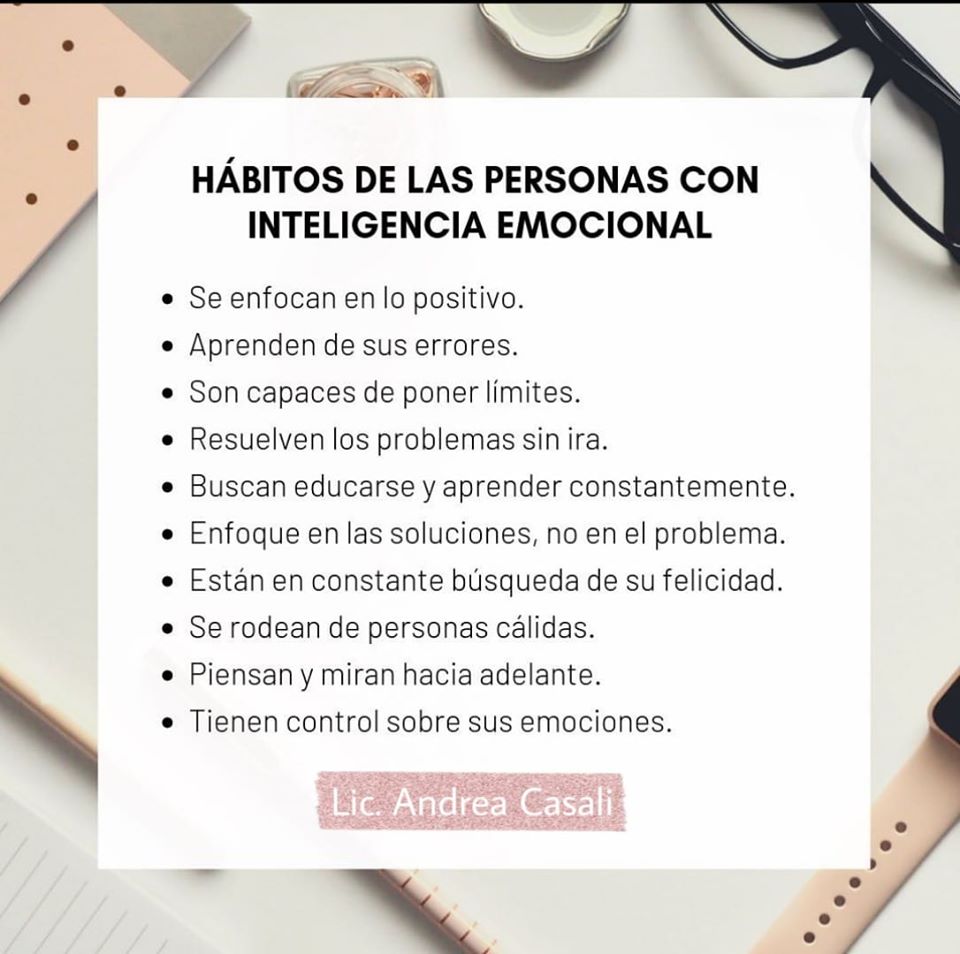 HÁBITOS DE LAS PERSONAS CON
INTELIGENCIA EMOCIONAL
• Se enfocan en lo positivo.
• Aprenden de sus errores.
• Son capaces de poner límites.
• Resuelven los problemas sin ira.
• Buscan educarse y aprender constantemente.
• Enfoque en las soluciones, no en el problema.
• Están en constante búsqueda de su felicidad.
• Se rodean de personas cálidas.
• Piensan y miran hacia adelante.
• Tienen control sobre sus emociones.
Lic. Andrea Casali